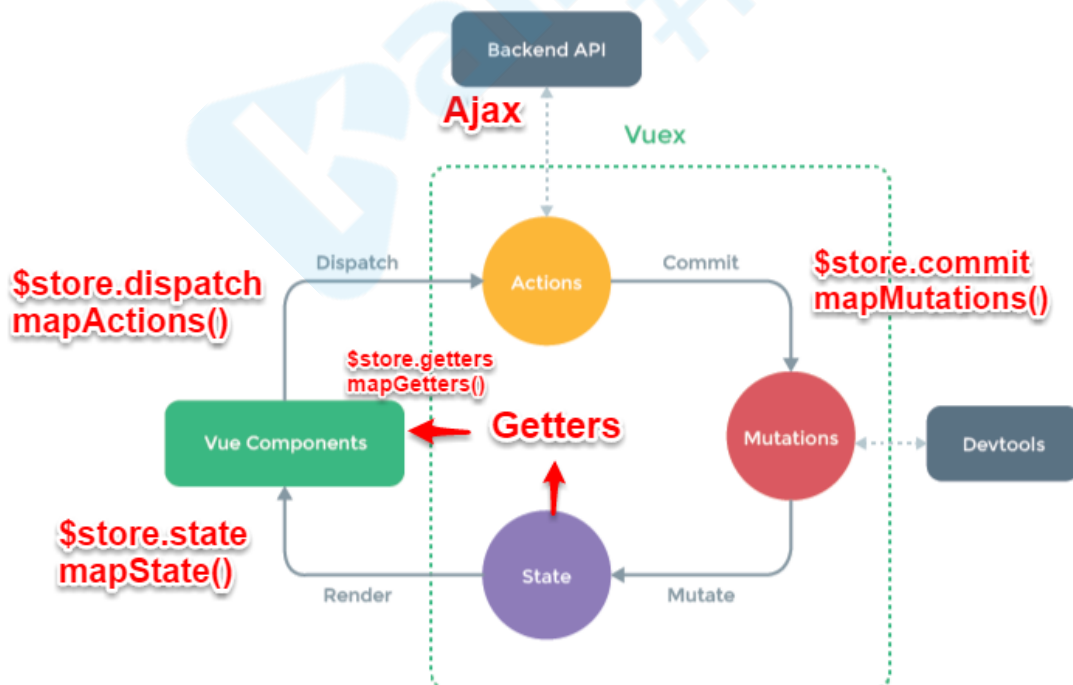 Backend API
Ajax
Vuex
Dispatch
Actions
Commit
$store.dispatch
mapActions()
$store.commit
mapMutations()
$store.getters
mapGetters()
Vue Components
Getters
Mutations
Devtools
$store.state
mapState()
State
Render
Mutate